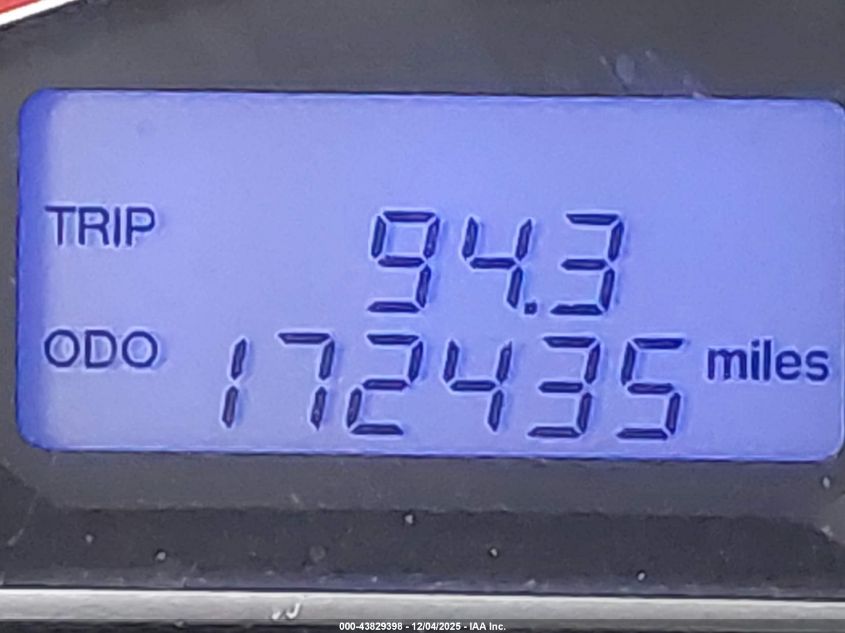 TRIP 94.3
ODO 172435 miles
000-43829398 - 12/04/2025 - IAA Inc.